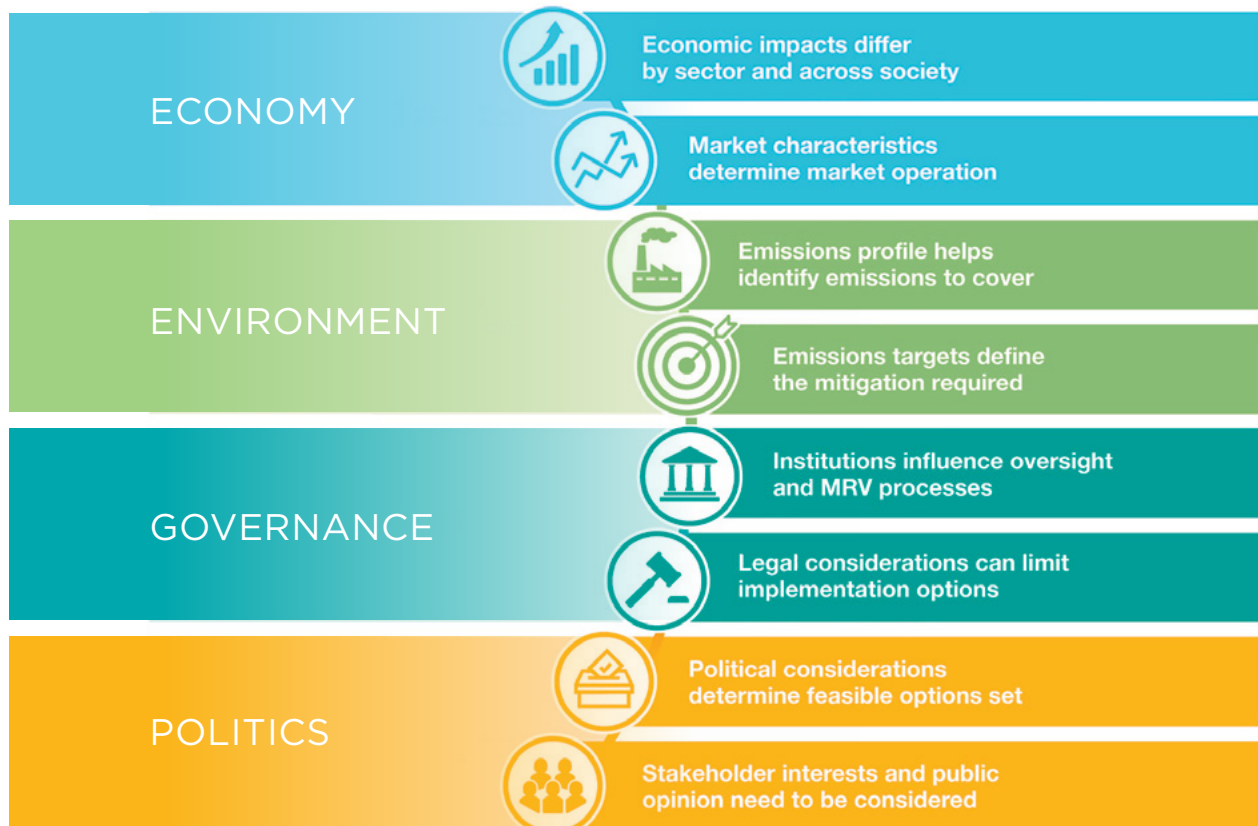 ECONOMY
Economic impacts differ
by sector and across society
Market characteristics
determine market operation
ENVIRONMENT
Emissions profile helps
identify emissions to cover
Emissions targets define
the mitigation required
GOVERNANCE
Institutions influence oversight
and MRV processes
Legal considerations can limit
implementation options
POLITICS
Political considerations
determine feasible options set
Stakeholder interests and public
opinion need to be considered